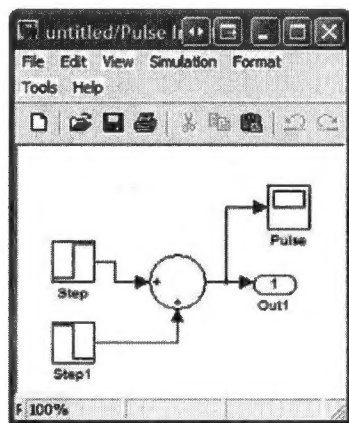 untitled/Pulse
File Edit View Simulation Format
Tools Help
Pulse
+
Step
1
+
Out1
Step1
100%